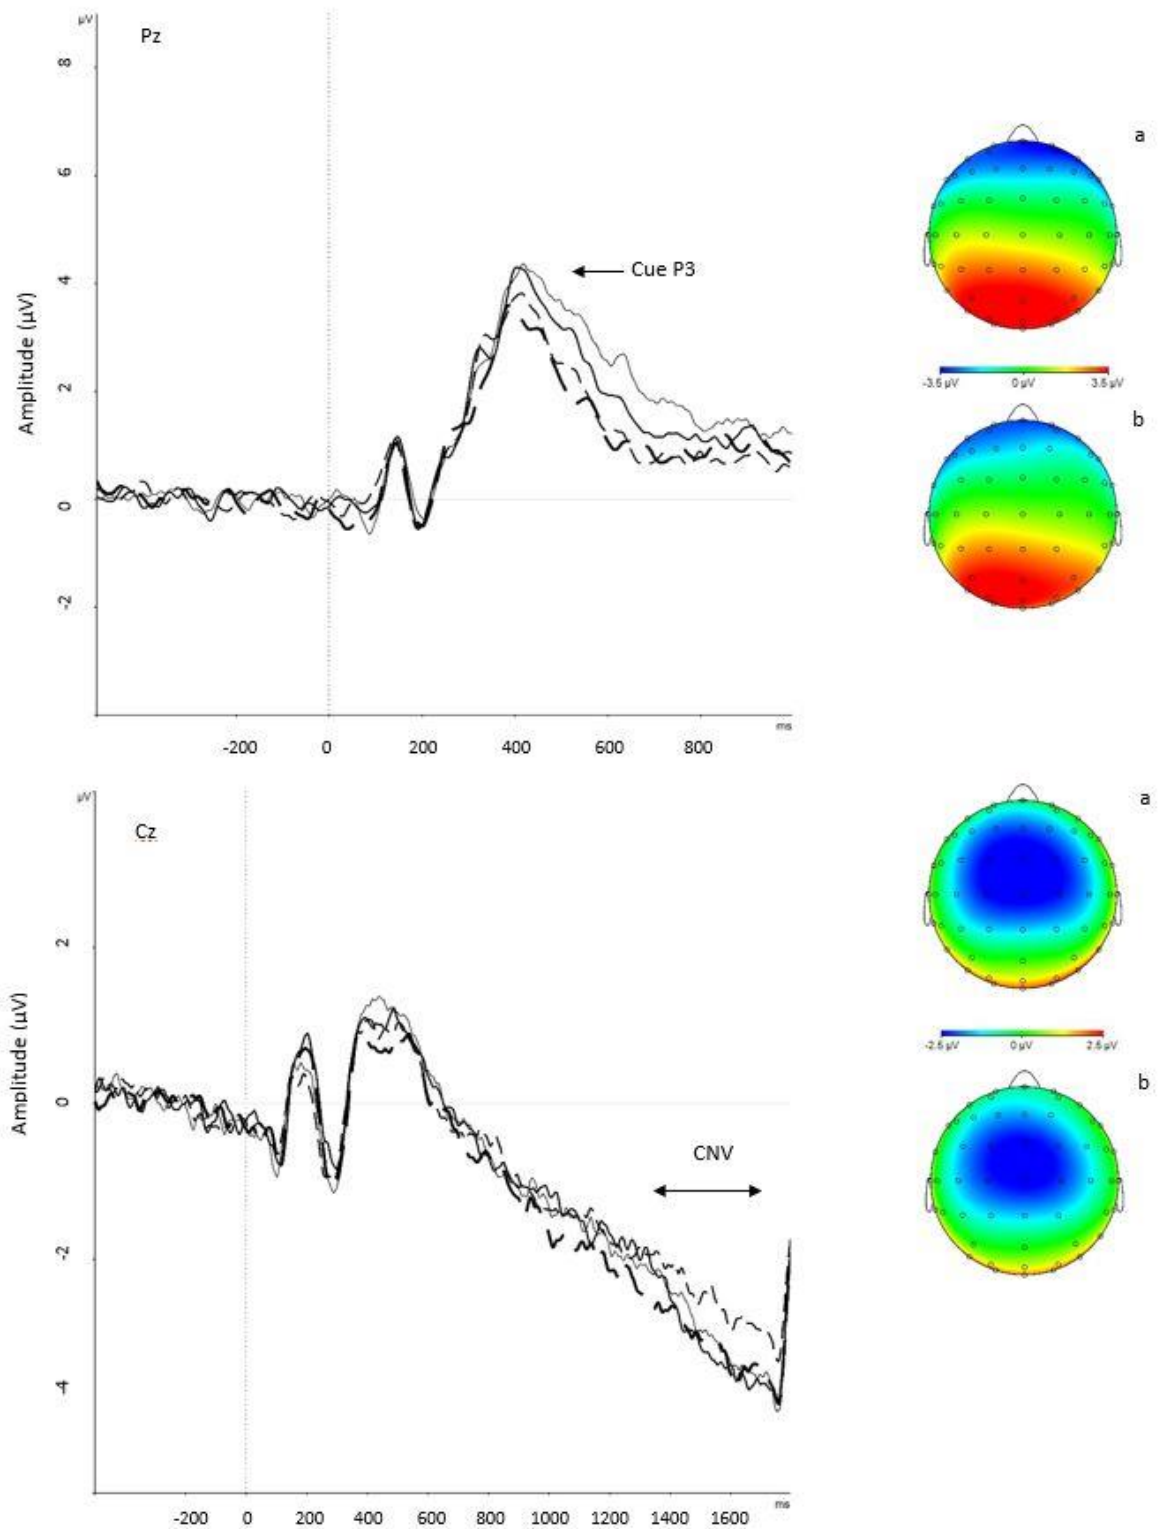 µV
Pz
8
6
4
2
0
-2
Amplitude (µV)
Cue P3
ms
-200 0 200 400 600 800
a
-3.5 µV 0 µV 3.5 µV
b
µV
Cz
2
0
-2
-4
Amplitude (µV)
CNV
ms
-200 0 200 400 600 800 1000 1200 1400 1600
a
-2.5 µV 0 µV 2.5 µV
b